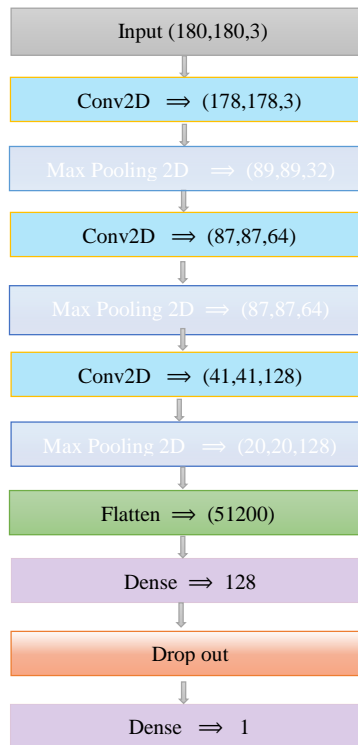 Input (180,180,3)
Conv2D ⇒ (178,178,3)
Max Pooling 2D ⇒ (89,89,32)
Conv2D ⇒ (87,87,64)
Max Pooling 2D ⇒ (87,87,64)
Conv2D ⇒ (41,41,128)
Max Pooling 2D ⇒ (20,20,128)
Flatten ⇒ (51200)
Dense ⇒ 128
Drop out
Dense ⇒ 1